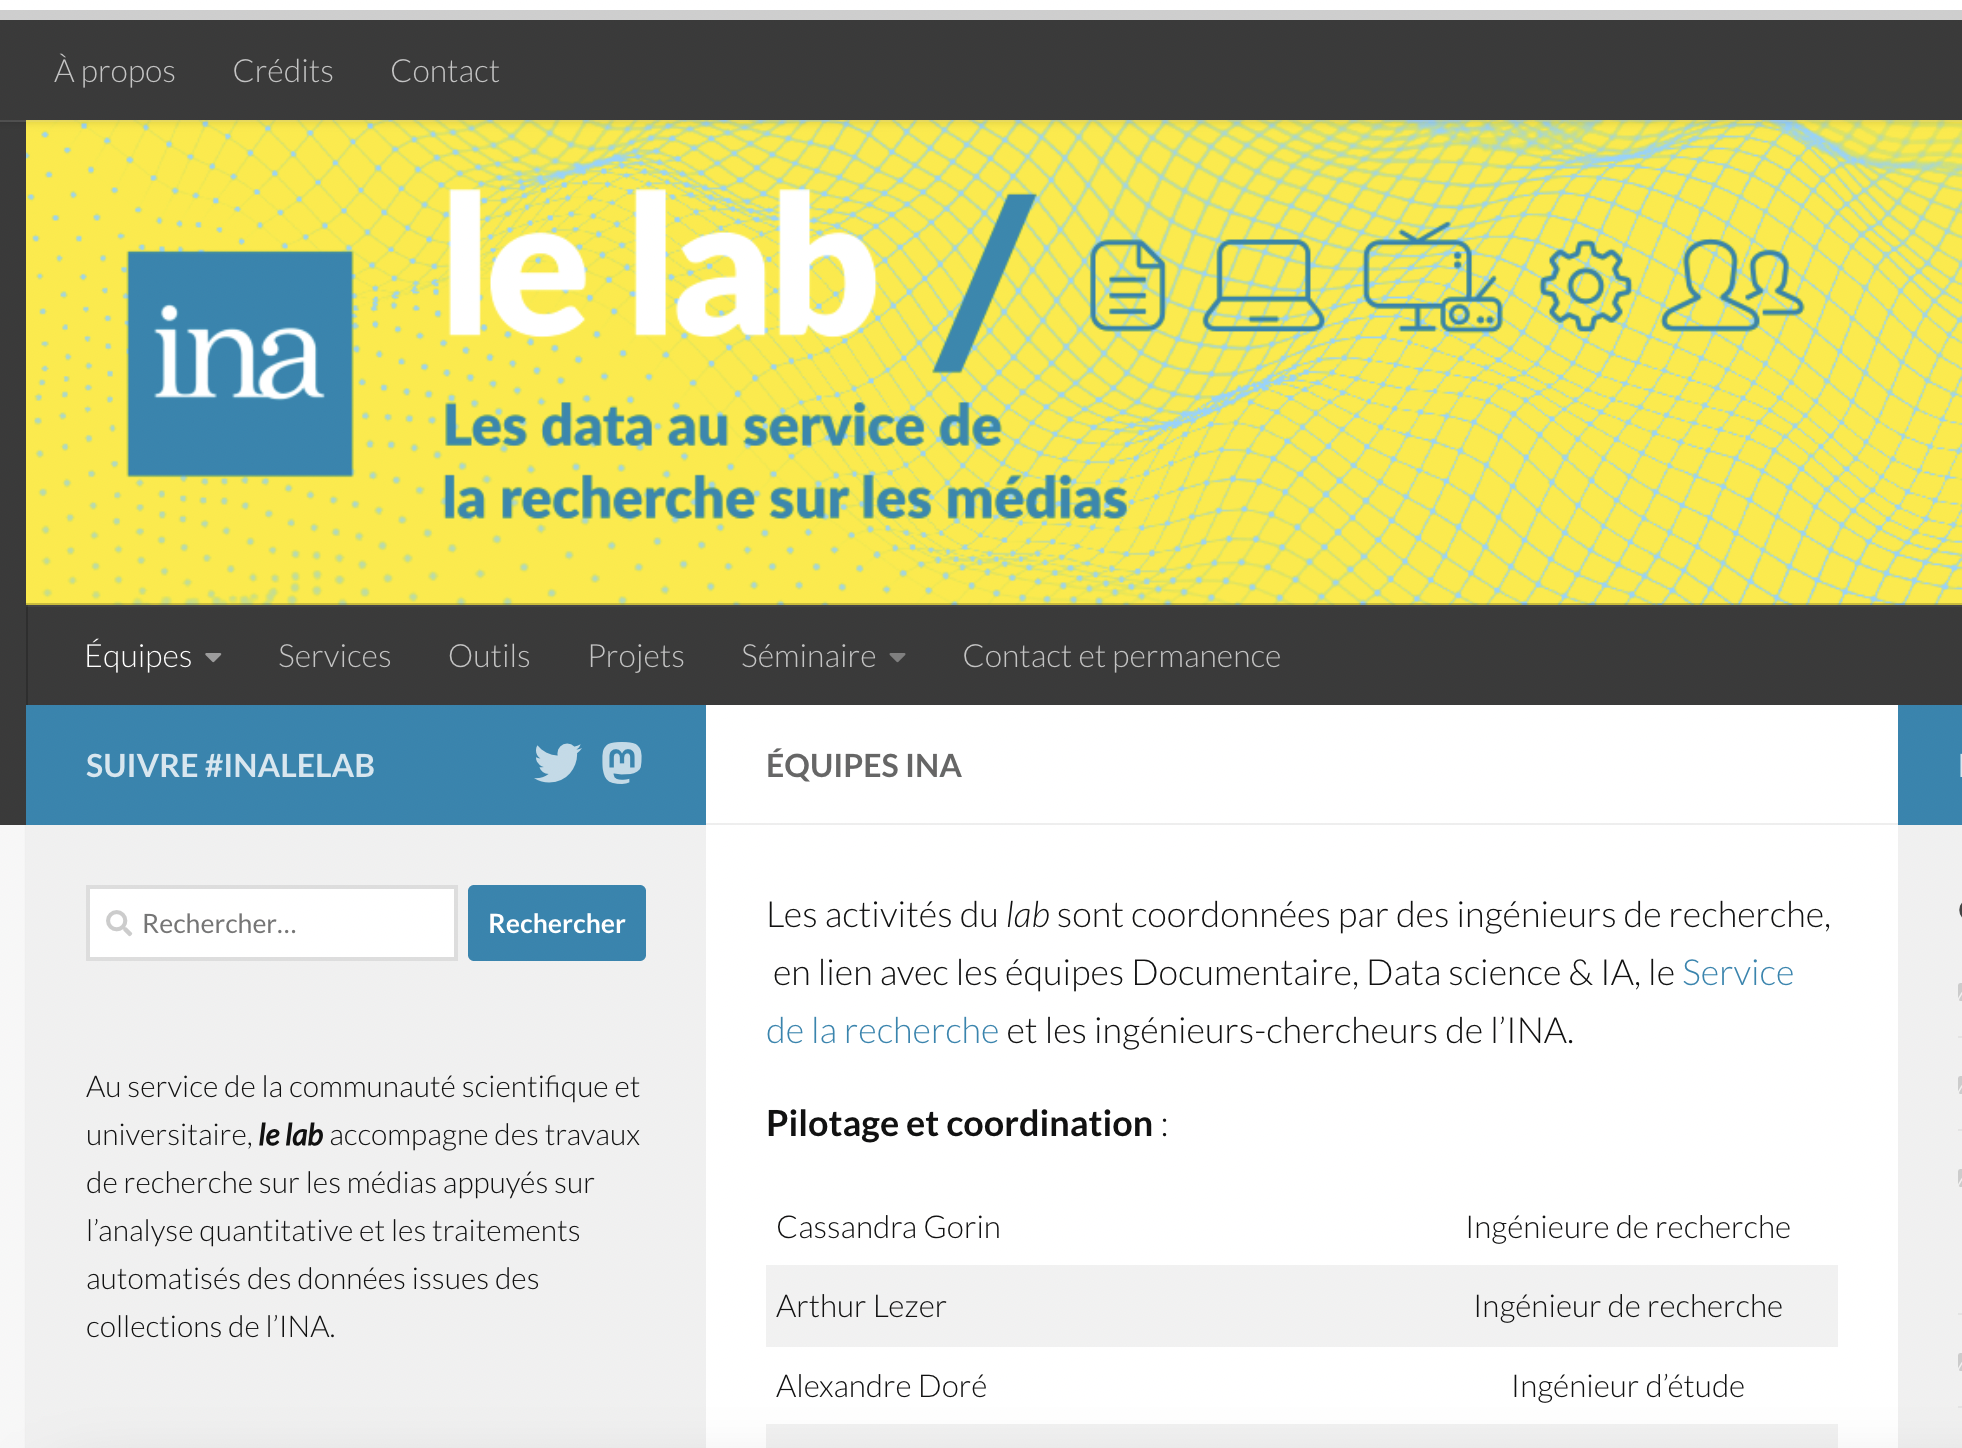 À propos Crédits Contact
ina
le lab /
Les data au service de
la recherche sur les médias
Équipes Services Outils Projets Séminaire Contact et permanence
SUIVRE #INALELAB
Rechercher... Rechercher
Au service de la communauté scientifique et
universitaire, le lab accompagne des travaux
de recherche sur les médias appuyés sur
l’analyse quantitative et les traitements
automatisés des données issues des
collections de l’INA.
ÉQUIPES INA
Les activités du lab sont coordonnées par des ingénieurs de recherche,
en lien avec les équipes Documentaire, Data science & IA, le Service
de la recherche et les ingénieurs-chercheurs de l’INA.
Pilotage et coordination :
Cassandra Gorin Ingénieure de recherche
Arthur Lezer Ingénieur de recherche
Alexandre Doré Ingénieur d’étude